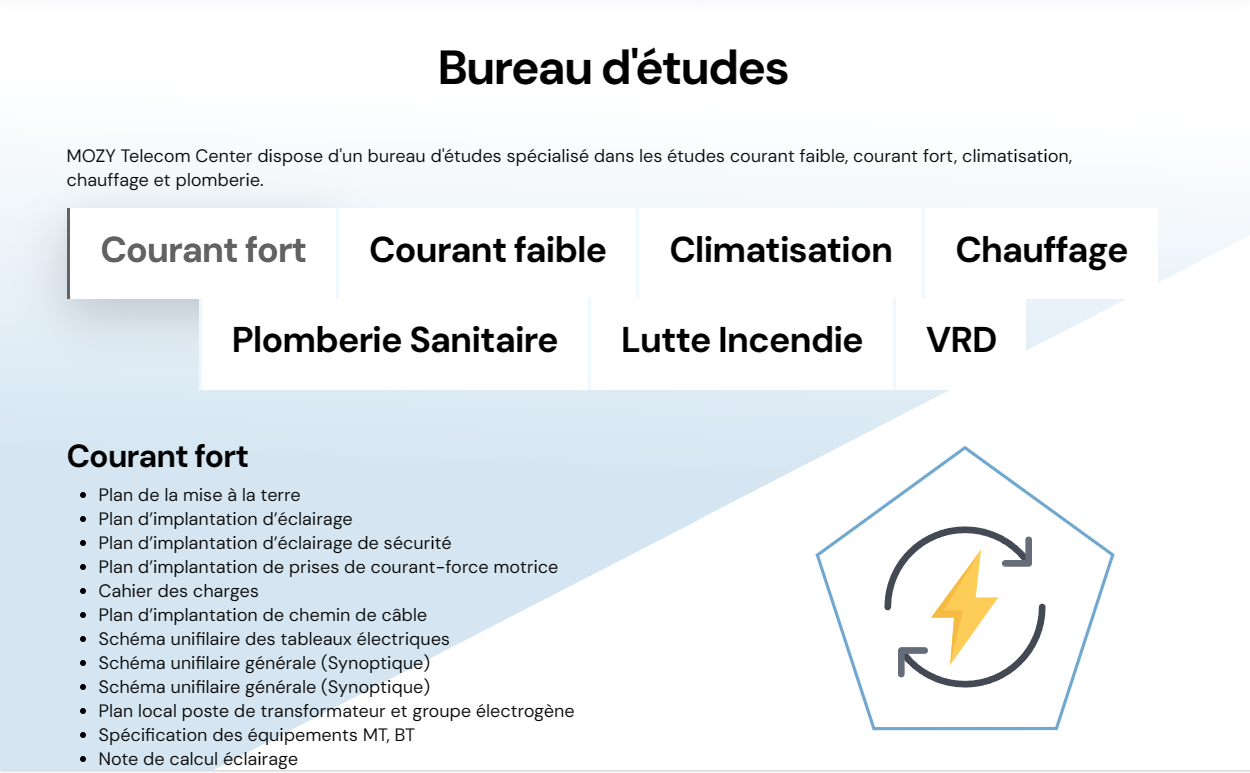 Bureau d'études
MOZY Telecom Center dispose d'un bureau d'études spécialisé dans les études courant faible, courant fort, climatisation,
chauffage et plomberie.
Courant fort
Courant faible
Climatisation
Chauffage
Plomberie Sanitaire
Lutte Incendie
VRD
Courant fort
• Plan de la mise à la terre
• Plan d’implantation d’éclairage
• Plan d’implantation d’éclairage de sécurité
• Plan d’implantation de prises de courant-force motrice
• Cahier des charges
• Plan d’implantation de chemin de câble
• Schéma unifilaire des tableaux électriques
• Schéma unifilaire générale (Synoptique)
• Schéma unifilaire générale (Synoptique)
• Plan local poste de transformateur et groupe électrogène
• Spécification des équipements MT, BT
• Note de calcul éclairage